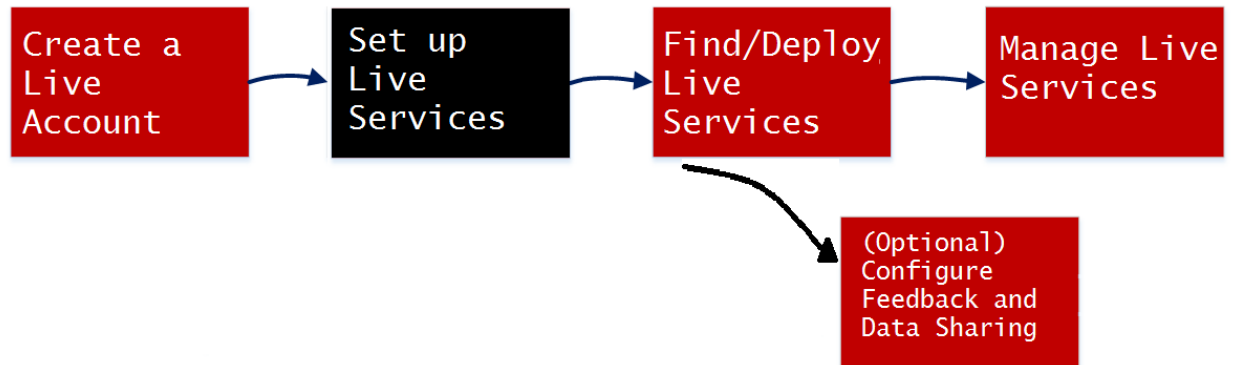 Create a
Live
Account
Set up
Live
Services
Find/Deploy
Live
Services
Manage Live
Services
(Optional)
Configure
Feedback and
Data Sharing